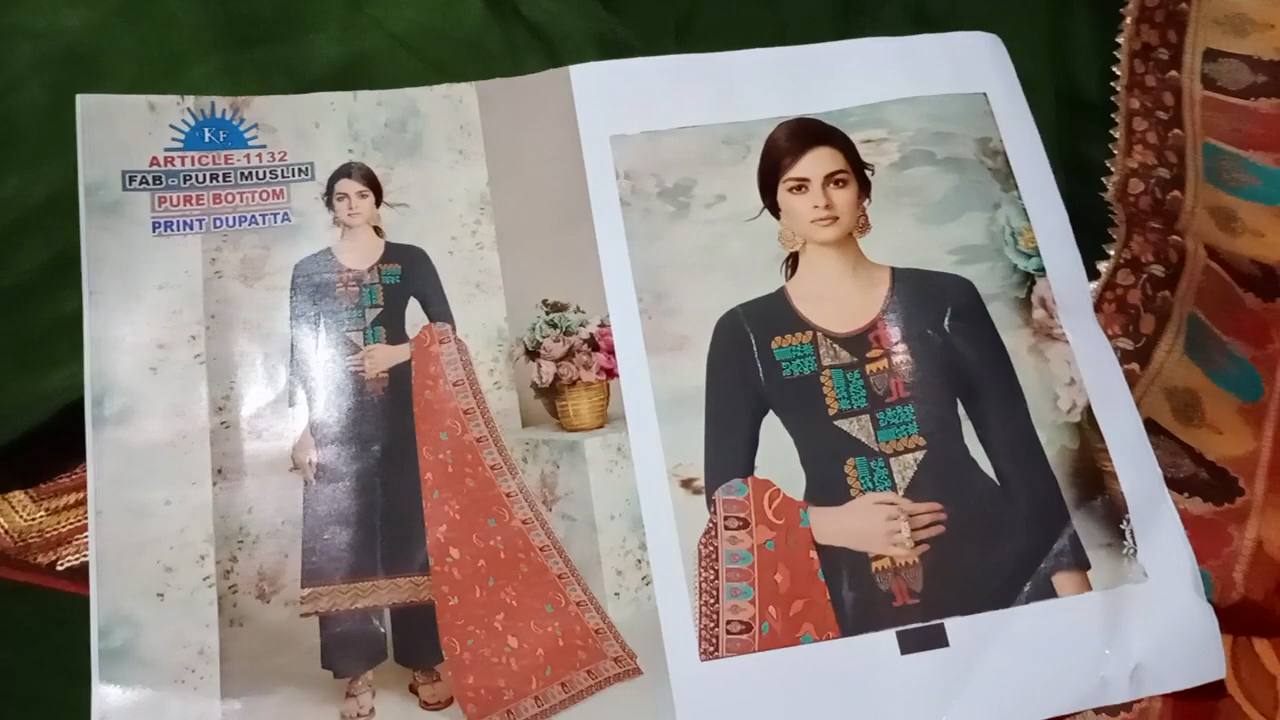 KF
ARTICLE-1132
FAB - PURE MUSLIN
PURE BOTTOM
PRINT DUPATTA